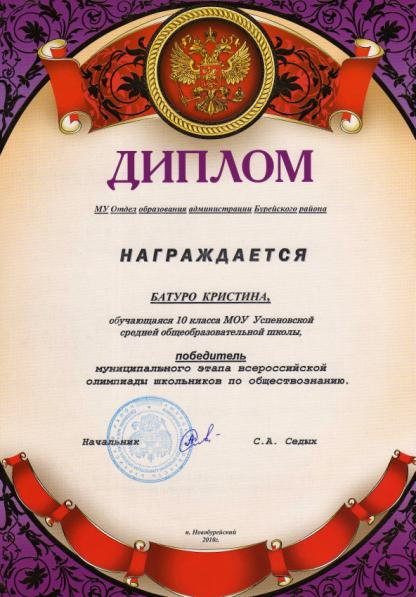 ДИПЛОМ
МУ Отдел образования администрации Бурейского района
НАГРАЖДАЕТСЯ
БАТУРО КРИСТИНА,
обучающаяся 10 класса МОУ Успеновской
средней общеобразовательной школы,
победитель
муниципального этапа всероссийской
олимпиады школьников по обществознанию.
Начальник С.А. Седых
п. Новобурейский
2010г.